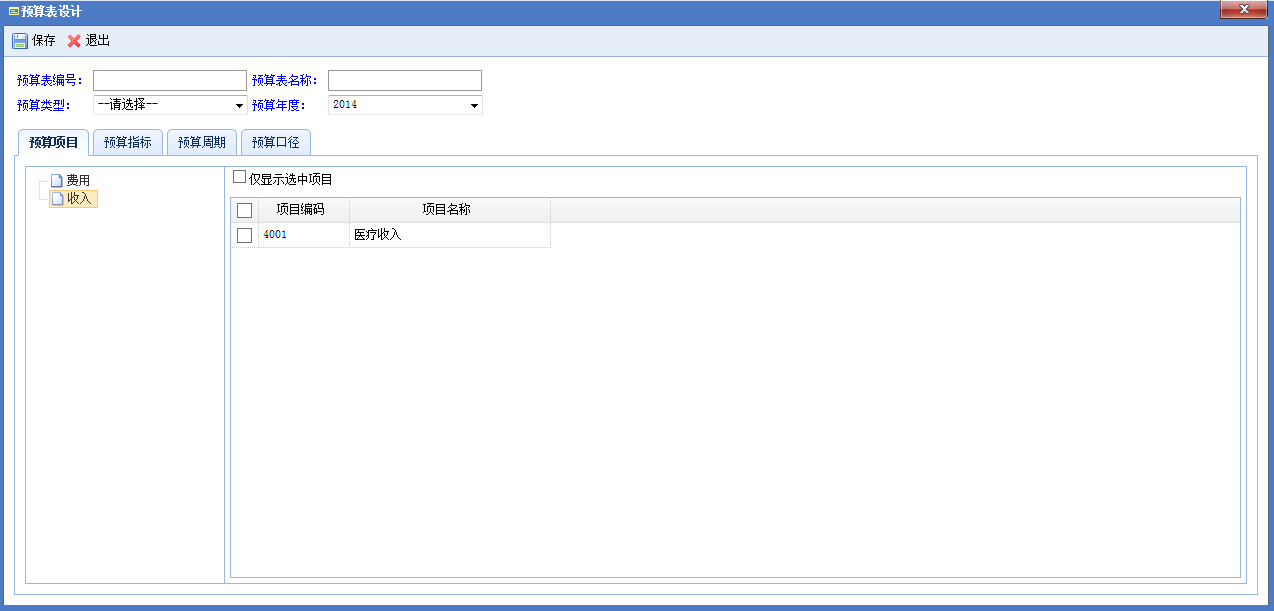 预算表设计
保存 退出
预算表编号： 预算表名称：
预算类型： --请选择-- 预算年度： 2014
预算项目 预算指标 预算周期 预算口径
费用
收入
仅显示选中项目
项目编码 项目名称
4001 医疗收入